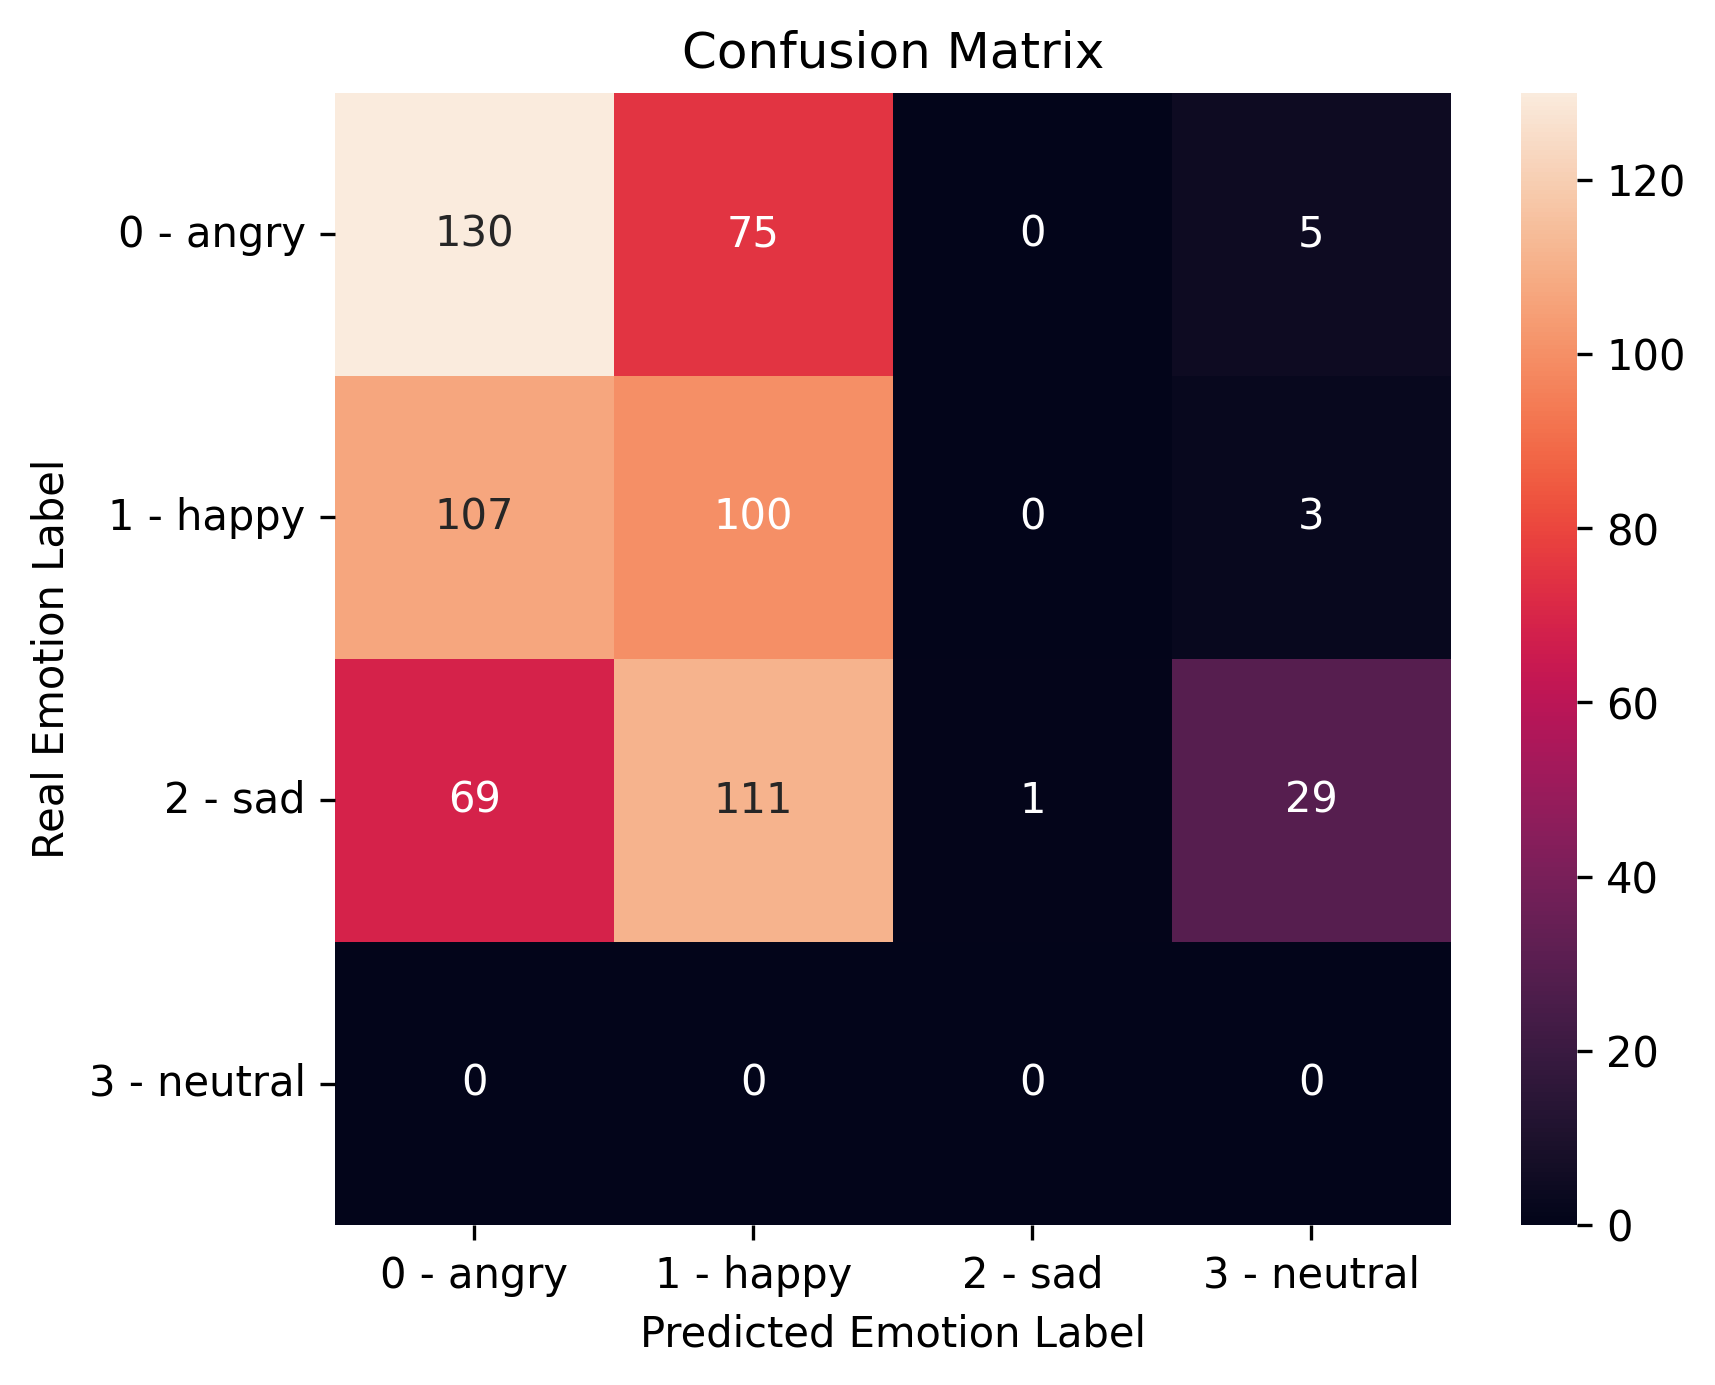 Confusion Matrix
0 - angry 130 75 0 5
1 - happy 107 100 0 3
2 - sad 69 111 1 29
3 - neutral 0 0 0 0
0 - angry 1 - happy 2 - sad 3 - neutral
Predicted Emotion Label
Real Emotion Label
120
100
80
60
40
20
0